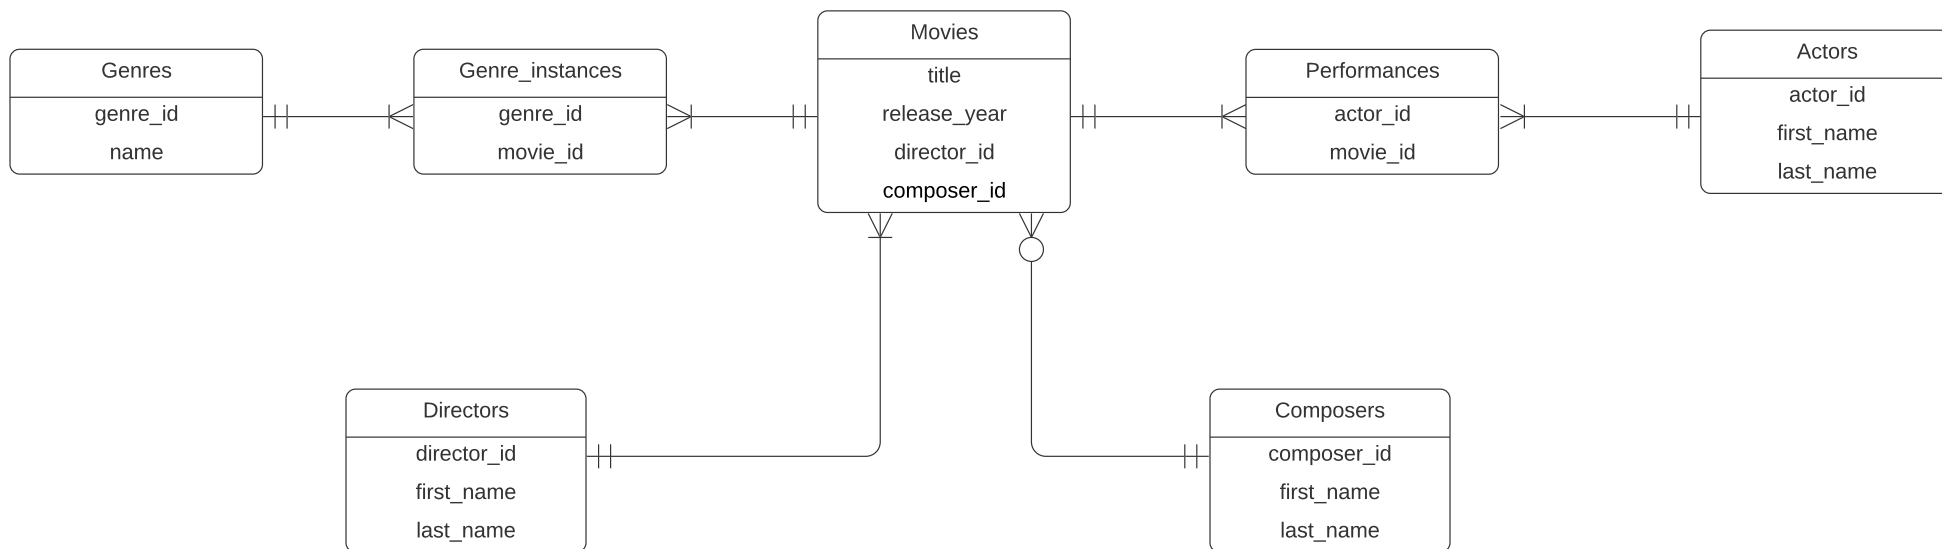 Genres
genre_id
name
Genre_instances
genre_id
movie_id
Movies
title
release_year
director_id
composer_id
Performances
actor_id
movie_id
Actors
actor_id
first_name
last_name
Directors
director_id
first_name
last_name
Composers
composer_id
first_name
last_name